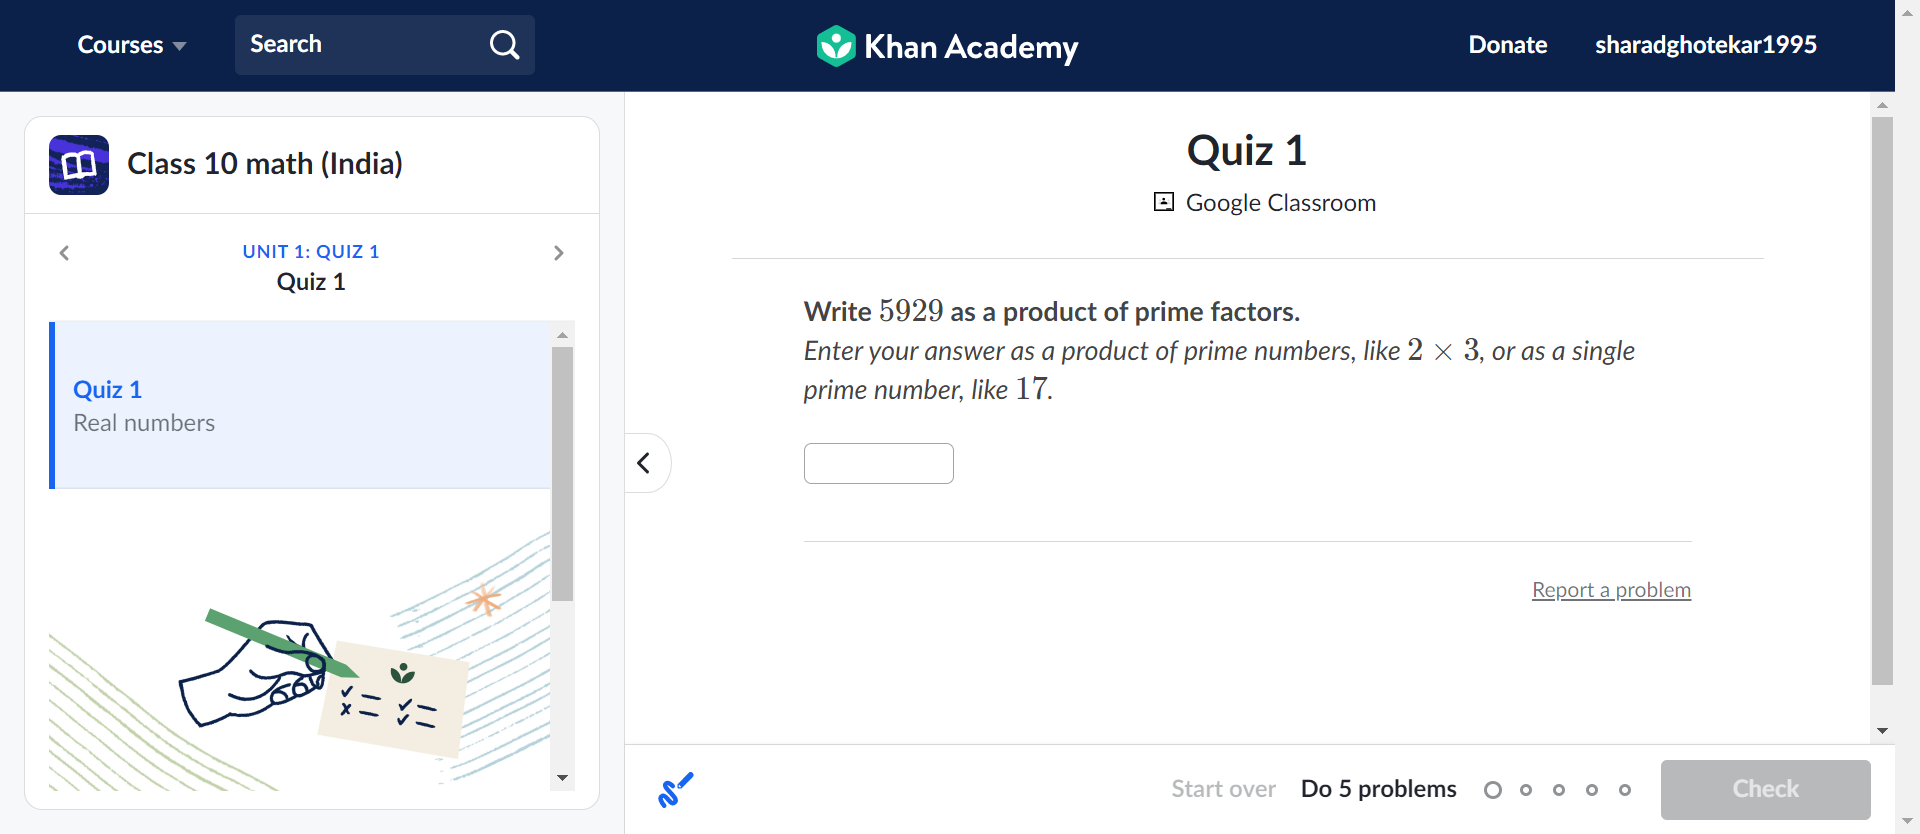 Courses
Search
Khan Academy
Donate
sharadghotekar1995
Class 10 math (India)
UNIT 1: QUIZ 1
Quiz 1
Quiz 1
Real numbers
Quiz 1
Google Classroom
Write 5929 as a product of prime factors.
Enter your answer as a product of prime numbers, like 2 × 3, or as a single
prime number, like 17.
Report a problem
Start over
Do 5 problems
Check